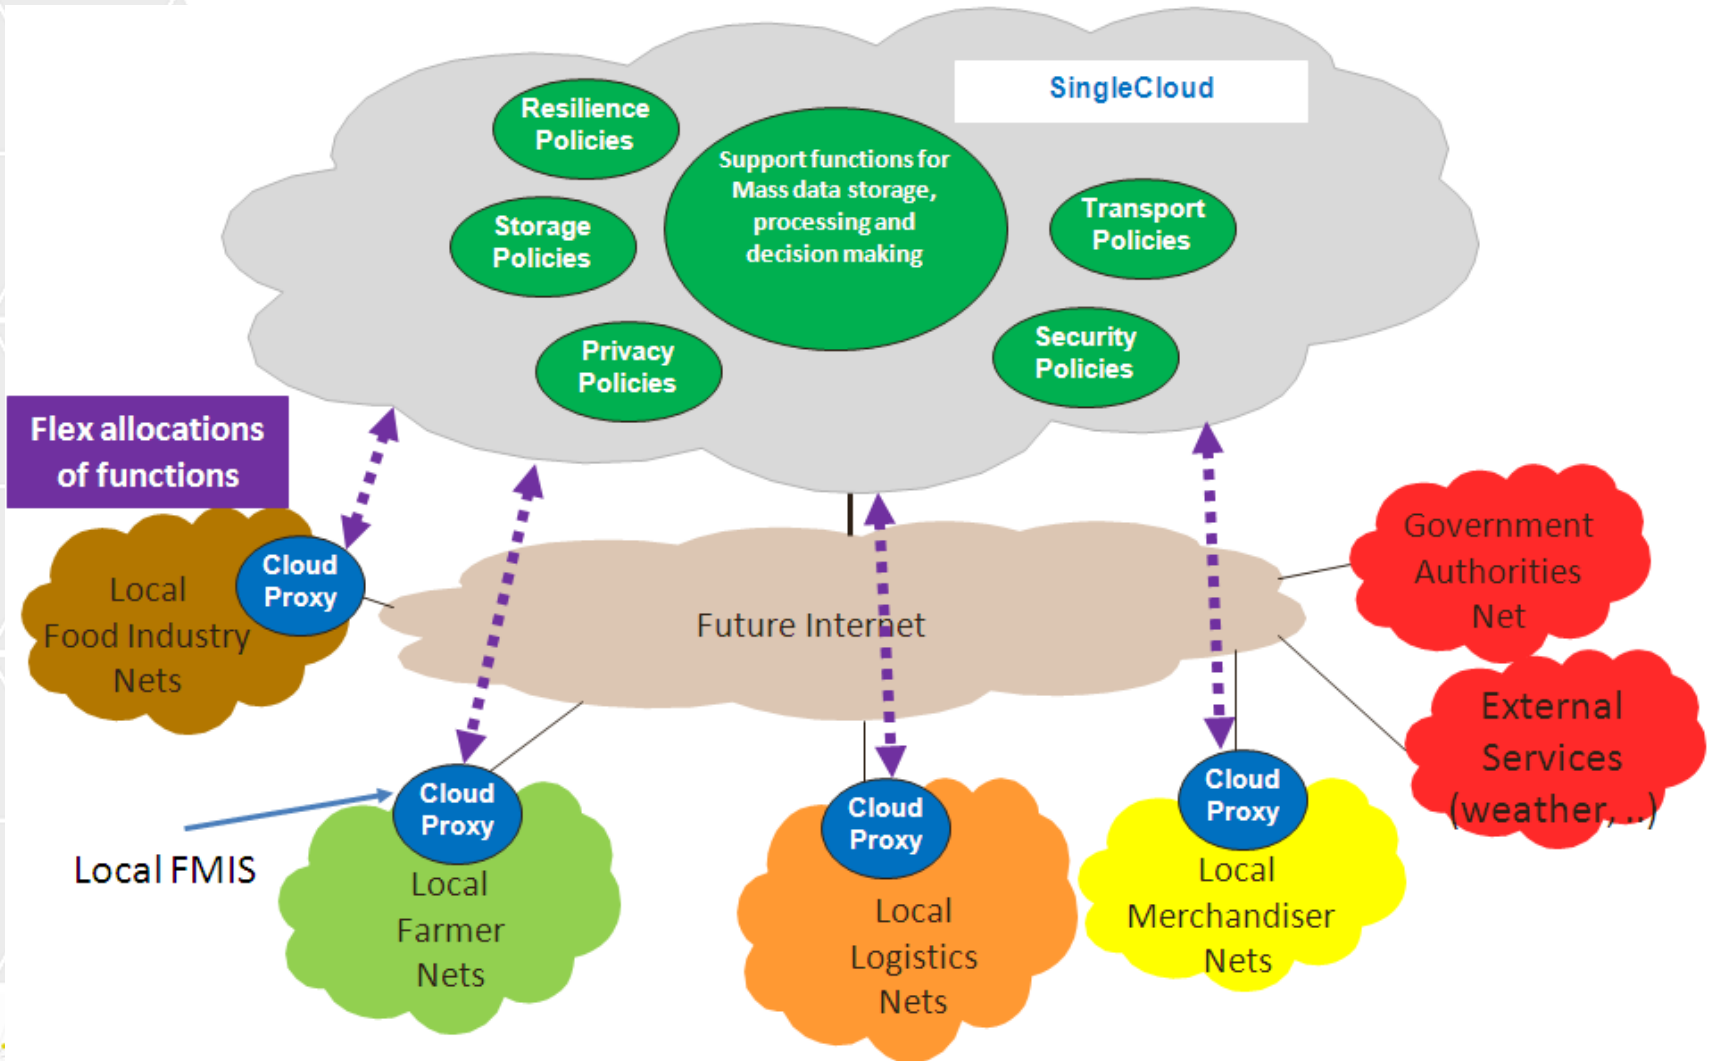 SingleCloud
Resilience
Policies
Support functions for
Mass data storage,
processing and
decision making
Storage
Policies
Transport
Policies
Privacy
Policies
Security
Policies
Flex allocations
of functions
Cloud
Proxy
Local
Food Industry
Nets
Future Internet
Government
Authorities
Net
External
Services
(weather, ..)
Local FMIS
Cloud
Proxy
Local
Farmer
Nets
Cloud
Proxy
Local
Logistics
Nets
Cloud
Proxy
Local
Merchandiser
Nets